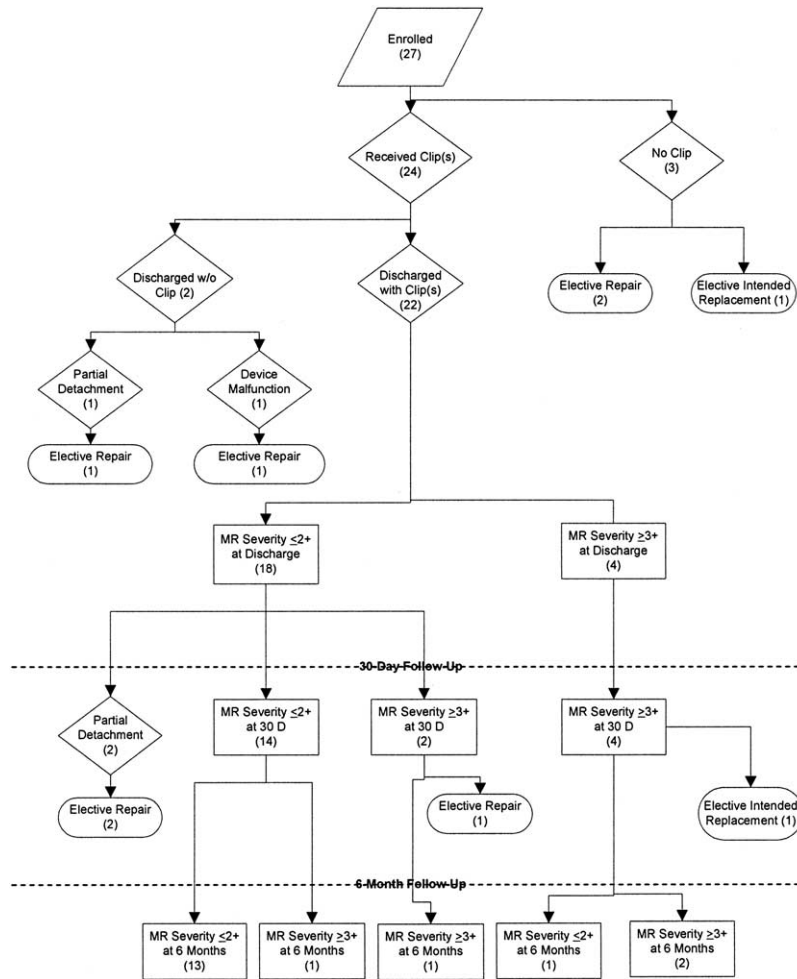 Enrolled
(27)
Received Clip(s)
(24)
No Clip
(3)
Discharged w/o
Clip (2)
Discharged
with Clip(s)
(22)
Elective Repair
(2)
Elective Intended
Replacement (1)
Partial
Detachment
(1)
Device
Malfunction
(1)
Elective Repair
(1)
Elective Repair
(1)
MR Severity ≤2+
at Discharge
(18)
MR Severity ≥3+
at Discharge
(4)
30-Day Follow-Up
Partial
Detachment
(2)
MR Severity ≤2+
at 30 D
(14)
MR Severity ≥3+
at 30 D
(2)
MR Severity ≥3+
at 30 D
(4)
Elective Repair
(2)
Elective Repair
(1)
Elective Intended
Replacement (1)
6-Month Follow-Up
MR Severity ≤2+
at 6 Months
(13)
MR Severity ≥3+
at 6 Months
(1)
MR Severity ≥3+
at 6 Months
(1)
MR Severity ≤2+
at 6 Months
(1)
MR Severity ≥3+
at 6 Months
(2)